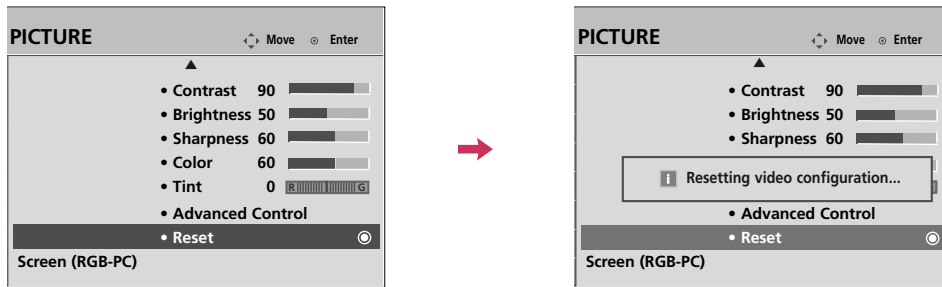 PICTURE Move Enter
• Contrast 90
• Brightness 50
• Sharpness 60
• Color 60
• Tint 0 R G
• Advanced Control
• Reset
Screen (RGB-PC)
PICTURE Move Enter
• Contrast 90
• Brightness 50
• Sharpness 60
i Resetting video configuration...
• Advanced Control
• Reset
Screen (RGB-PC)